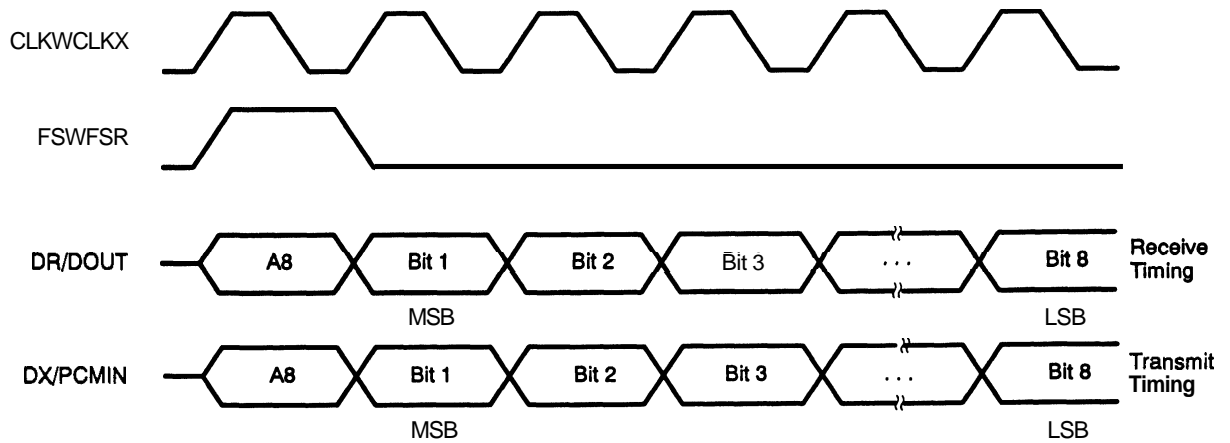 CLKWCLKX
FSWFSR
DR/DOUT A8 Bit 1 Bit 2 Bit 3 ... Bit 8 Receive Timing
MSB LSB
DX/PCMIN A8 Bit 1 Bit 2 Bit 3 ... Bit 8 Transmit Timing
MSB LSB